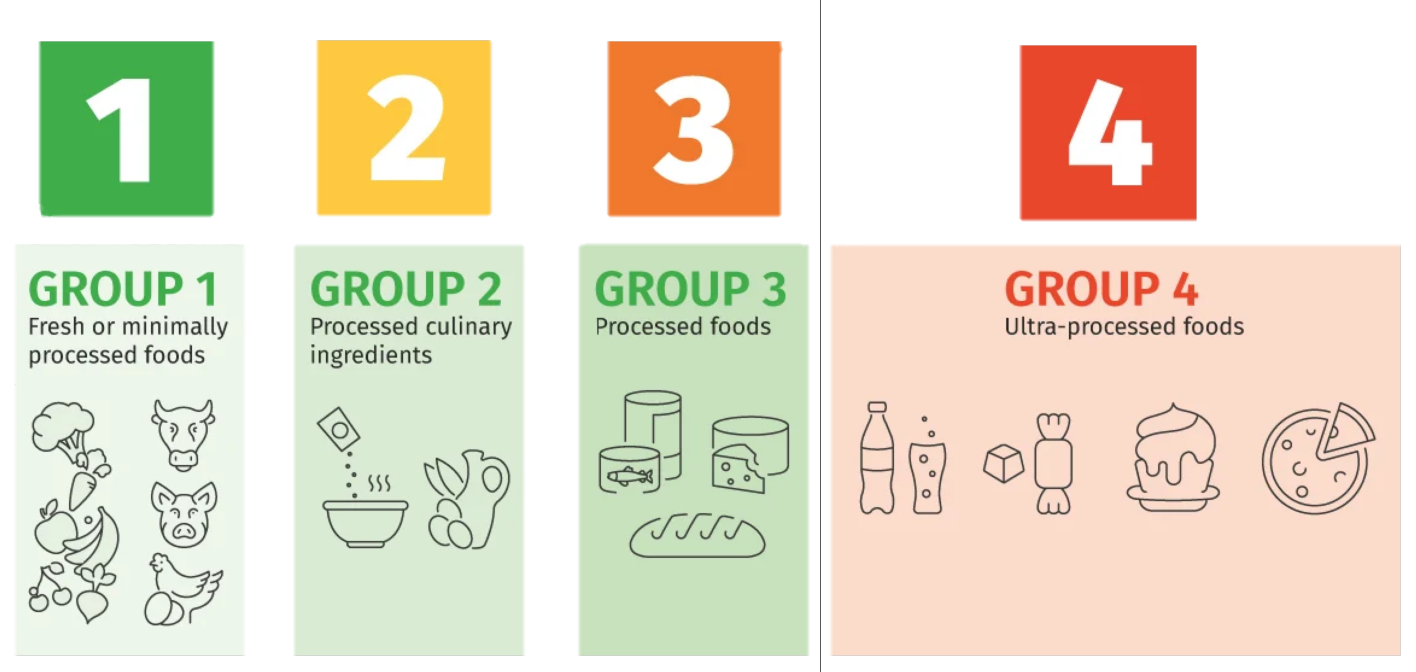 1
2
3
4
GROUP 1
Fresh or minimally
processed foods
GROUP 2
Processed culinary
ingredients
GROUP 3
Processed foods
GROUP 4
Ultra-processed foods